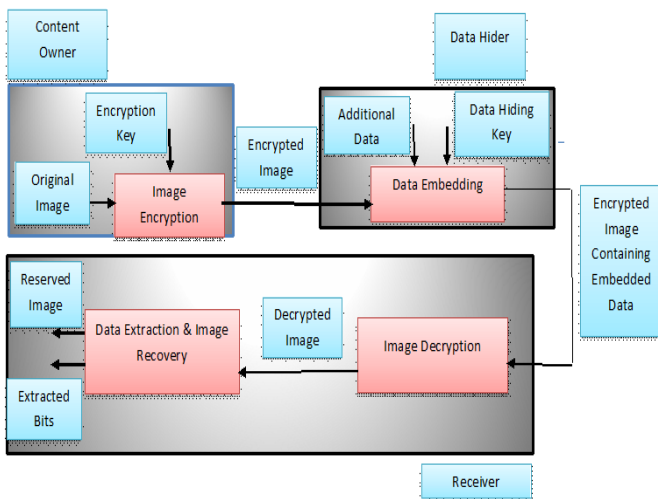 Content
Owner
Data Hider
Encryption
Key
Encrypted
Image
Additional
Data
Data Hiding
Key
Original
Image
Image
Encryption
Data Embedding
Encrypted
Image
Containing
Embedded
Data
Reserved
Image
Data Extraction & Image
Recovery
Decrypted
Image
Image Decryption
Extracted
Bits
Receiver